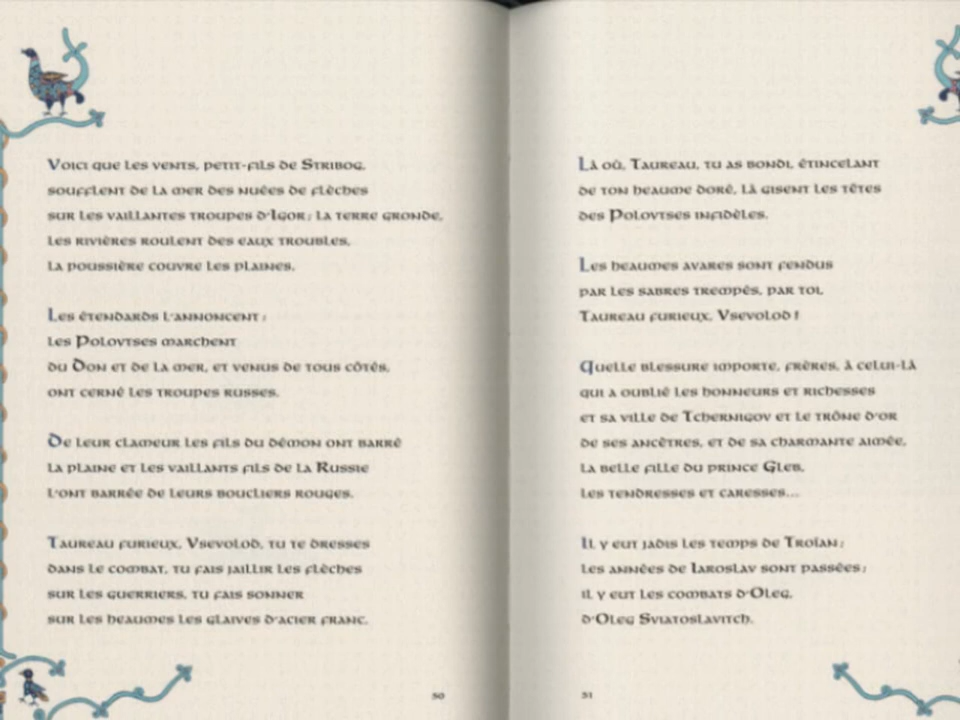 Voici que les vents, petit-fils de Stribog,
soufflent de la mer des nuées de flèches
sur les vaillantes troupes d'Igor; la terre gronde,
les rivières roulent des eaux troubles,
la poussière couvre les plaines.
Les étendards l'annoncent:
les Polovtses marchent
du Don et de la mer, et venus de tous côtés,
ont cerné les troupes russes.
De leur clameur les fils du démon ont barré
la plaine et les vaillants fils de la Russie
l'ont barrée de leurs boucliers rouges.
Taureau furieux, Vsevolod, tu te dresses
dans le combat, tu fais jaillir les flèches
sur les guerriers, tu fais sonner
sur les heaumes les glaives d'acier franc.
50
Là où, Taureau, tu as bondi, étincelant
de ton heaume doré, là gisent les têtes
des Polovtses infidèles.
Les heaumes avares sont fendus
par les sabres trempés, par toi,
Taureau furieux, Vsevolod!
Quelle blessure importe, frères, à celui-là
qui a oublié les honneurs et richesses
et sa ville de Tchernigov et le trône d'or
de ses ancêtres, et de sa charmante aimée,
la belle fille du prince Gleb,
les tendresses et caresses...
Il y eut jadis les temps de Troïan;
les années de Iaroslav sont passées;
il y eut les combats d'Oleg,
d'Oleg Sviatoslavitch.
51